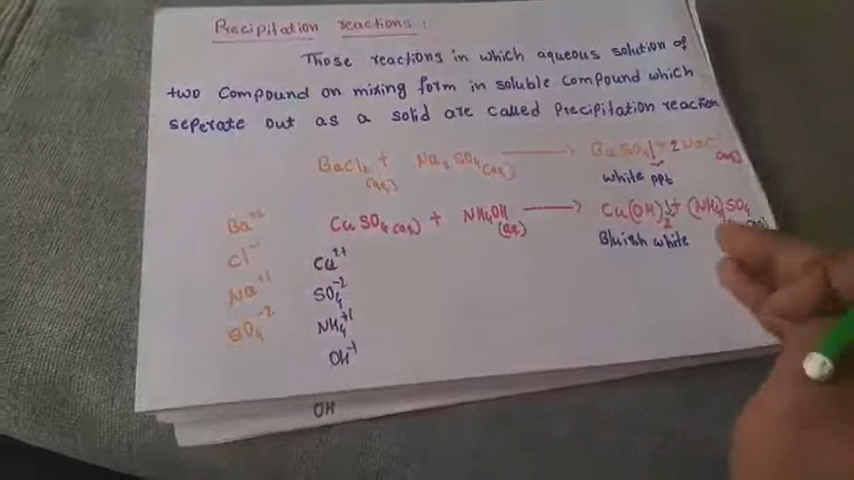 Precipitation reactions :
Those reactions in which aqueous solution of
two compound on mixing form in soluble compound which
seperate out as a solid are called precipitation reaction
BaCl₂ (aq) + Na₂SO₄ (aq) → BaSO₄↓ + 2NaCl (aq)
white ppt
CuSO₄ (aq) + NH₄OH (aq) → Cu(OH)₂↓ + (NH₄)₂SO₄
Bluish white
Ba⁺²
Cl⁻¹
Na⁺¹
SO₄⁻²
Cu²⁺
SO₄⁻²
NH₄⁺¹
OH⁻¹
OH